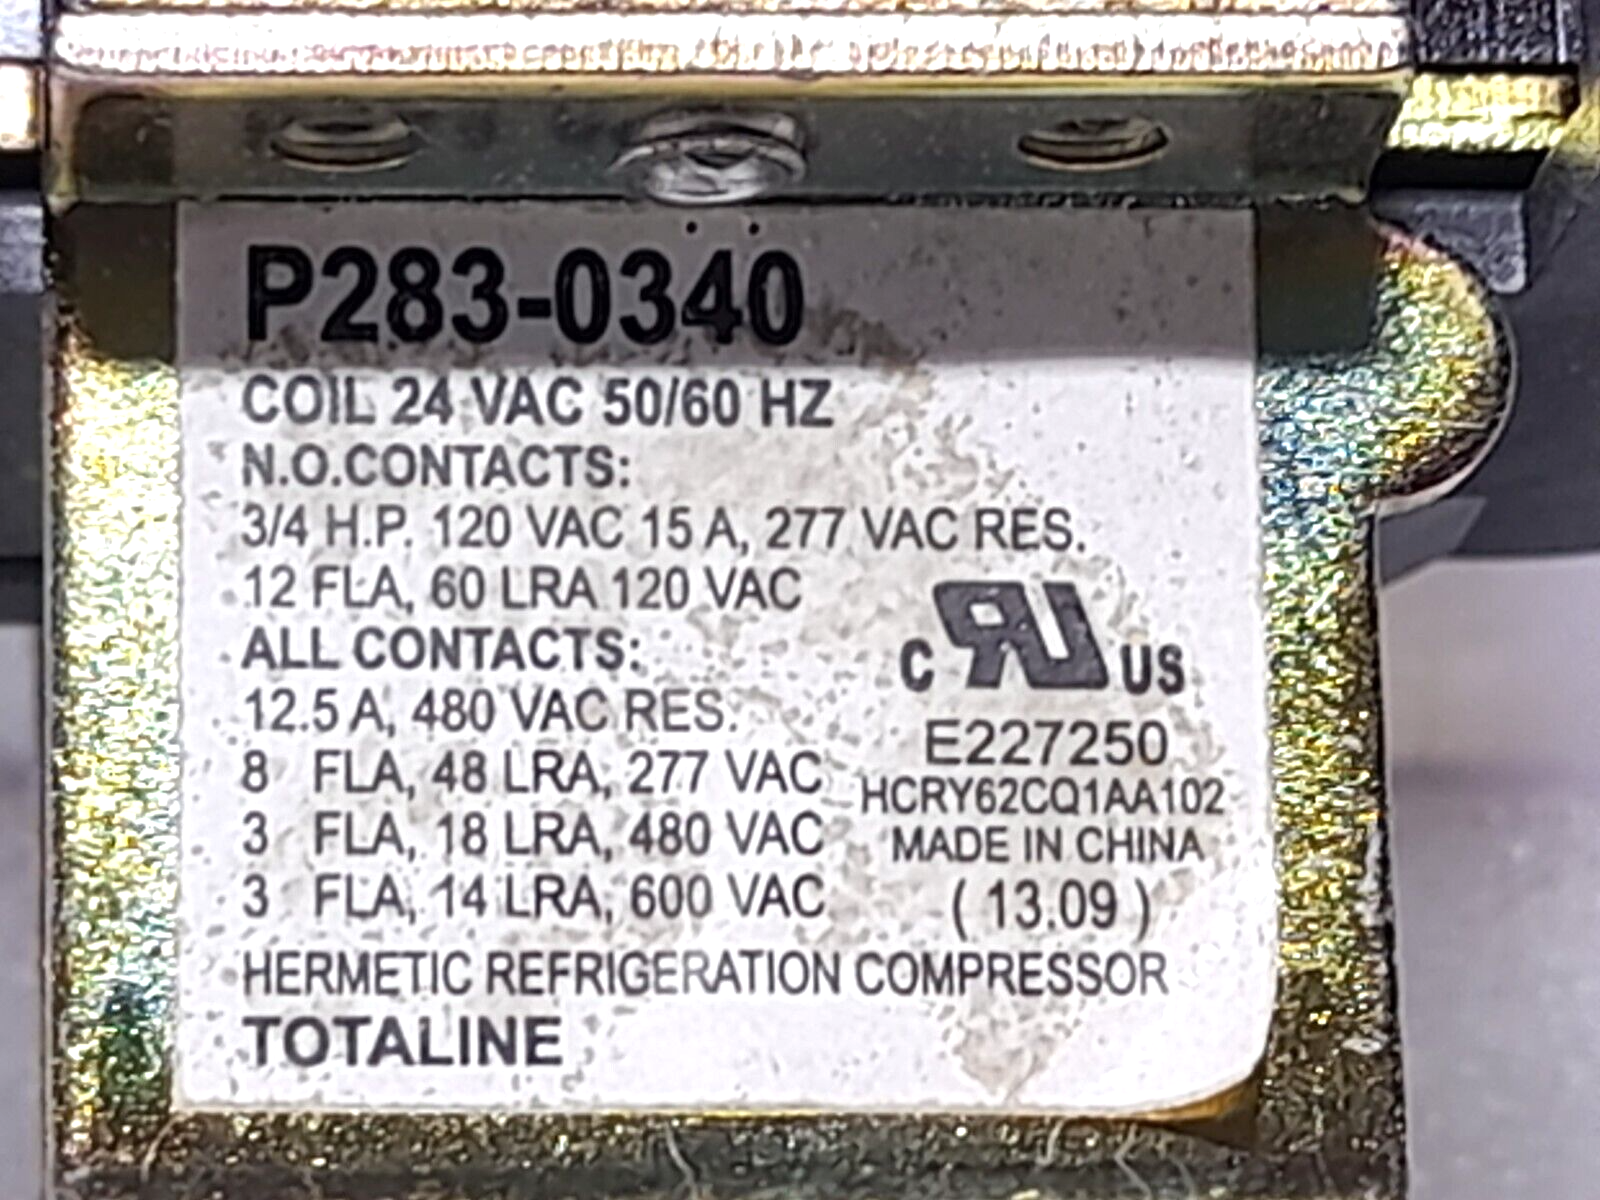 P283-0340
COIL 24 VAC 50/60 HZ
N.O.CONTACTS:
3/4 H.P. 120 VAC 15 A, 277 VAC RES.
12 FLA, 60 LRA 120 VAC
ALL CONTACTS:
12.5 A, 480 VAC RES.
8 FLA, 48 LRA, 277 VAC
3 FLA, 18 LRA, 480 VAC
3 FLA, 14 LRA, 600 VAC
HERMETIC REFRIGERATION COMPRESSOR
TOTALINE
C RU US
E227250
HCRY62CQ1AA102
MADE IN CHINA
( 13.09 )